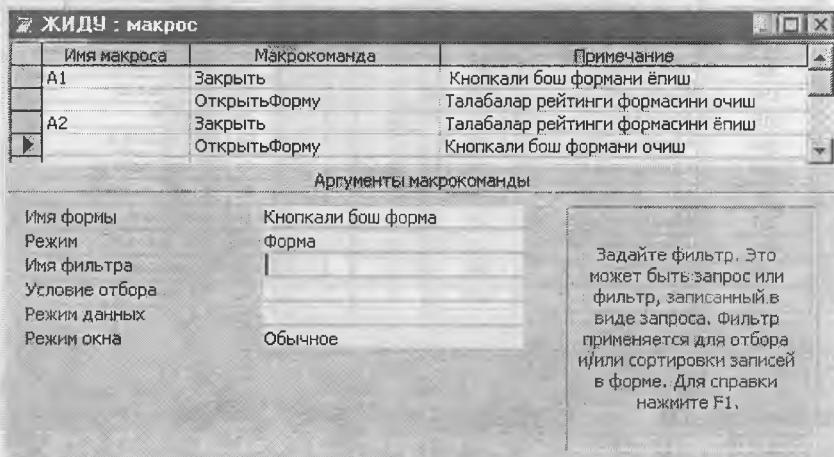 ЖИДУ : макрос
Имя макроса Макрокоманда Примечание
А1 Закрыть Кнопкали бош формани ёпиш
ОткрытьФорму Талабалар рейтинги формасини очиш
А2 Закрыть Талабалар рейтинги формасини ёпиш
ОткрытьФорму Кнопкали бош формани очиш
Аргументы макрокоманды
Имя формы Кнопкали бош форма
Режим Форма
Имя фильтра
Условие отбора
Режим данных
Режим окна Обычное
Задайте фильтр. Это
может быть запрос или
фильтр, записанный в
виде запроса. Фильтр
применяется для отбора
и/или сортировки записей
в форме. Для справки
нажмите F1.